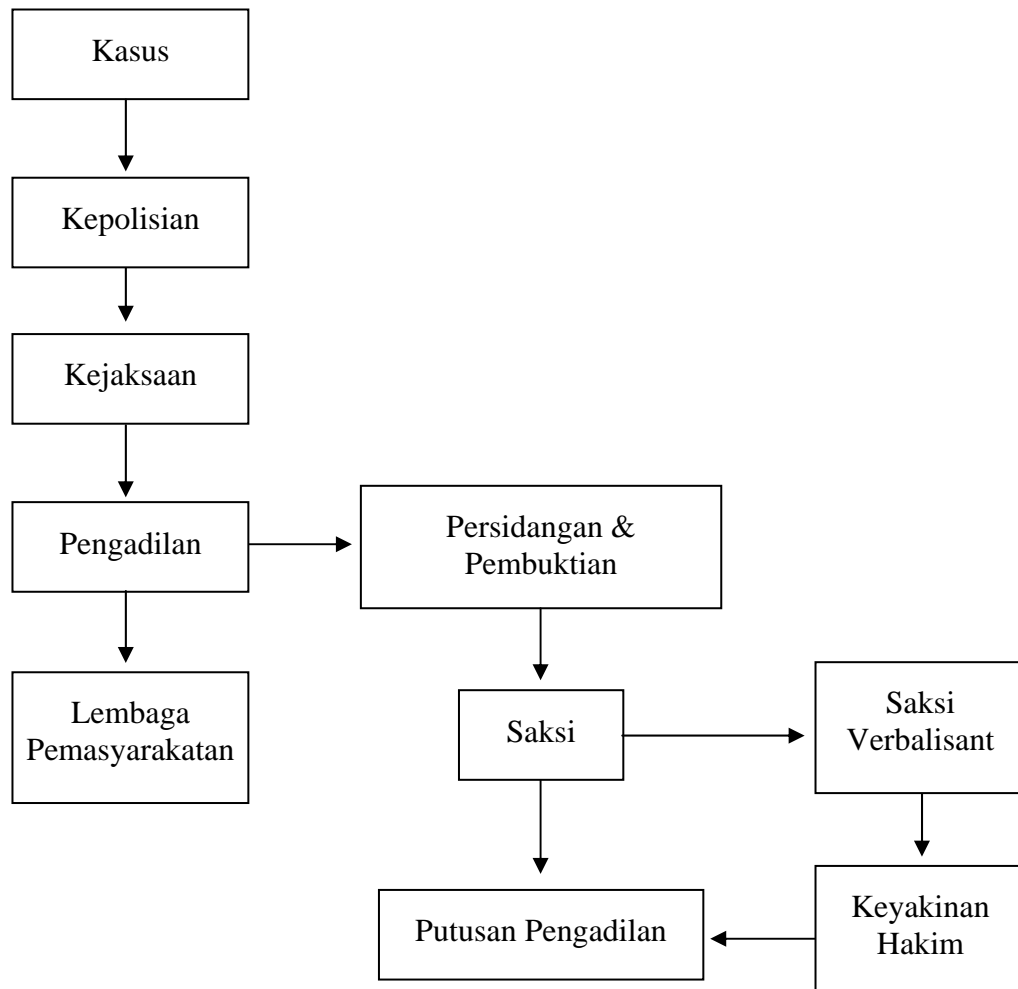 Kasus
Kepolisian
Kejaksaan
Pengadilan
Persidangan &
Pembuktian
Lembaga
Pemasyarakatan
Saksi
Saksi
Verbalisant
Putusan Pengadilan
Keyakinan
Hakim